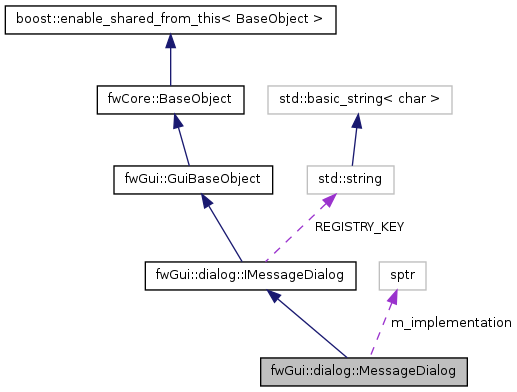 boost::enable_shared_from_this< BaseObject >
fwCore::BaseObject
std::basic_string< char >
fwGui::GuiBaseObject
std::string
REGISTRY_KEY
fwGui::dialog::IMessageDialog
sptr
m_implementation
fwGui::dialog::MessageDialog